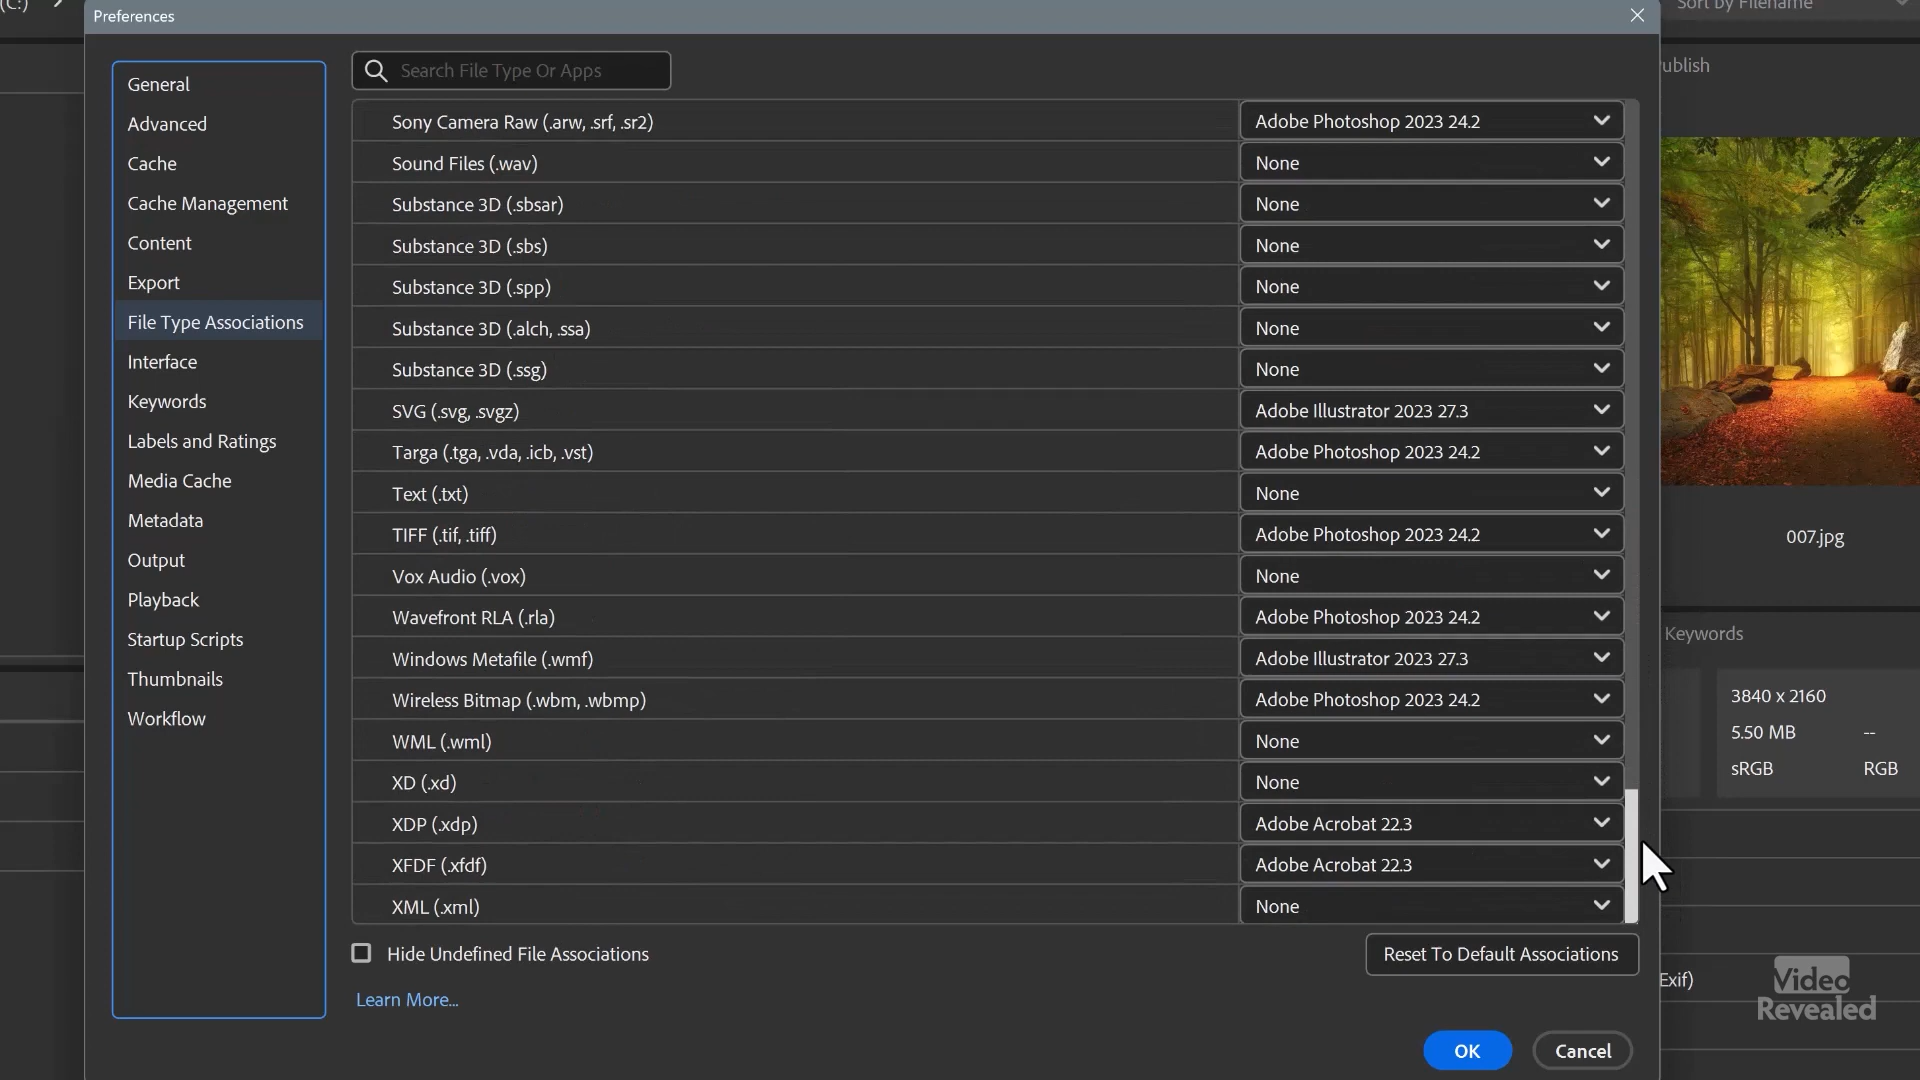 (C:)
Preferences
Sort by Filename
General
Advanced
Cache
Cache Management
Content
Export
File Type Associations
Interface
Keywords
Labels and Ratings
Media Cache
Metadata
Output
Playback
Startup Scripts
Thumbnails
Workflow
Search File Type Or Apps
Sony Camera Raw (.arw, .srf, .sr2) Adobe Photoshop 2023 24.2
Sound Files (.wav) None
Substance 3D (.sbsar) None
Substance 3D (.sbs) None
Substance 3D (.spp) None
Substance 3D (.alch, .ssa) None
Substance 3D (.ssg) None
SVG (.svg, .svgz) Adobe Illustrator 2023 27.3
Targa (.tga, .vda, .icb, .vst) Adobe Photoshop 2023 24.2
Text (.txt) None
TIFF (.tif, .tiff) Adobe Photoshop 2023 24.2
Vox Audio (.vox) None
Wavefront RLA (.rla) Adobe Photoshop 2023 24.2
Windows Metafile (.wmf) Adobe Illustrator 2023 27.3
Wireless Bitmap (.wbm, .wbmp) Adobe Photoshop 2023 24.2
WML (.wml) None
XD (.xd) None
XDP (.xdp) Adobe Acrobat 22.3
XFDF (.xfdf) Adobe Acrobat 22.3
XML (.xml) None
Hide Undefined File Associations
Reset To Default Associations
Learn More...
OK
Cancel
ublish
007.jpg
Keywords
3840 x 2160
5.50 MB --
sRGB RGB
Exif)
Video
Revealed